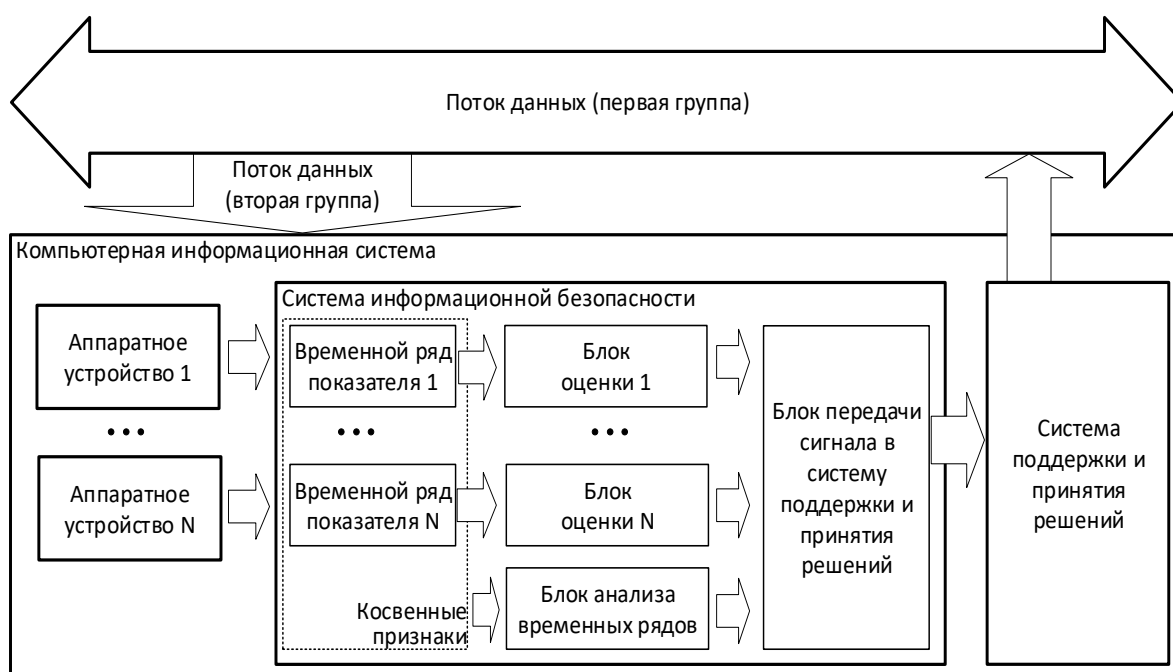 Поток данных (первая группа)
Поток данных
(вторая группа)
Компьютерная информационная система
Система информационной безопасности
Аппаратное
устройство 1
Временной ряд
показателя 1
Блок
оценки 1
•••
•••
•••
Аппаратное
устройство N
Временной ряд
показателя N
Блок
оценки N
Косвенные
признаки
Блок анализа
временных рядов
Блок передачи
сигнала в
систему
поддержки и
принятия
решений
Система
поддержки и
принятия
решений